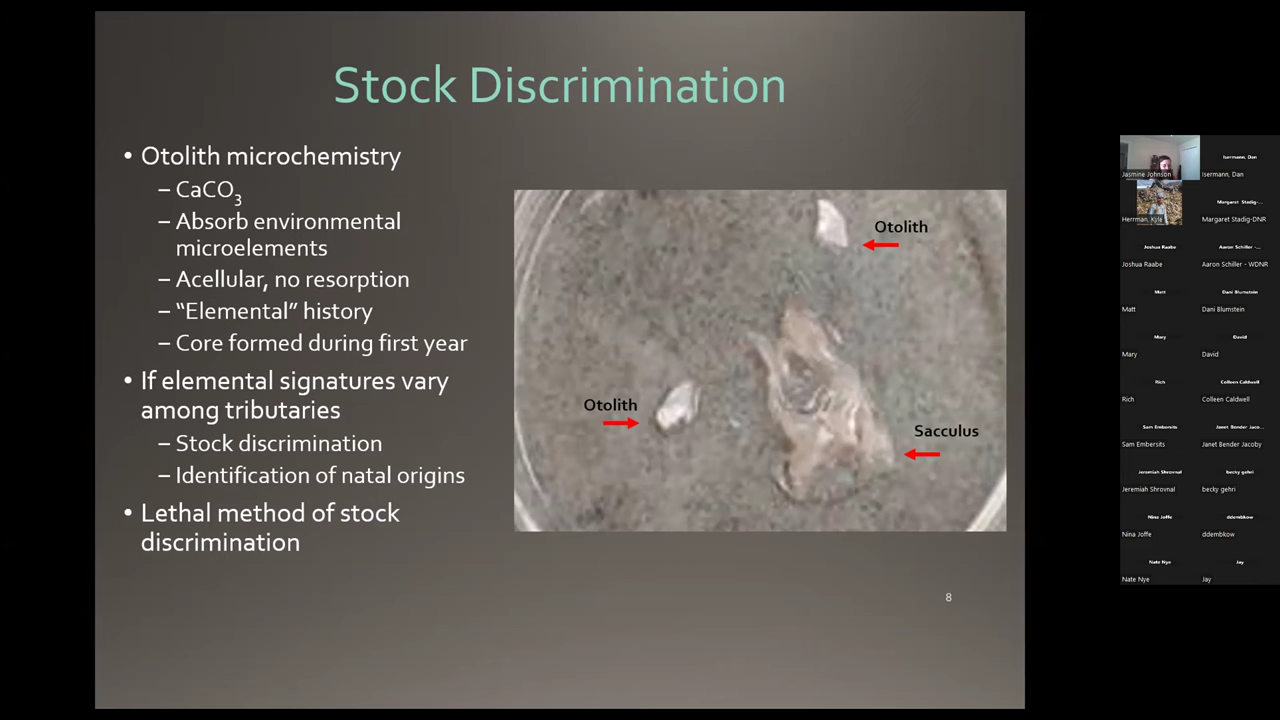 Stock Discrimination
• Otolith microchemistry
– CaCO3
– Absorb environmental
microelements
– Acellular, no resorption
– “Elemental” history
– Core formed during first year
• If elemental signatures vary
among tributaries
– Stock discrimination
– Identification of natal origins
• Lethal method of stock
discrimination
Otolith
Otolith
Sacculus
8
Isermann, Dan
Jasmine Johnson
Isermann, Dan
Margaret Stadig-...
Herrman, Kyle
Margaret Stadig-DNR
Joshua Raabe
Aaron Schiller -...
Joshua Raabe
Aaron Schiller - WDNR
Matt
Dani Blumstein
Matt
Dani Blumstein
Mary
David
Mary
David
Rich
Colleen Caldwell
Rich
Colleen Caldwell
Sam Embersits
Janet Bender Jaco...
Sam Embersits
Janet Bender Jacoby
Jeremiah Shrovnal
becky gehri
Jeremiah Shrovnal
becky gehri
Nina Joffe
ddembkow
Nina Joffe
ddembkow
Nate Nye
Jay
Nate Nye
Jay